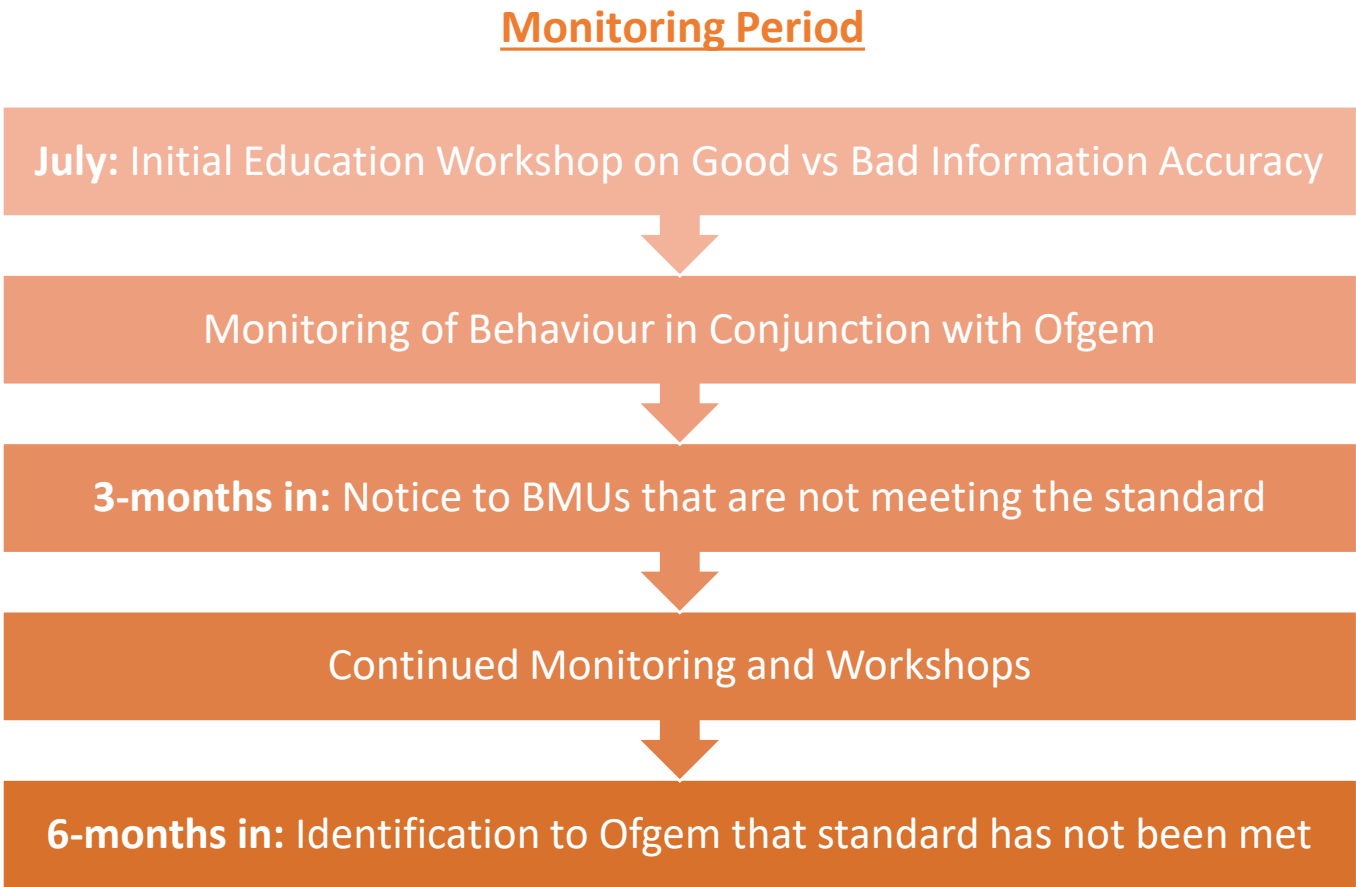 Monitoring Period
July: Initial Education Workshop on Good vs Bad Information Accuracy
Monitoring of Behaviour in Conjunction with Ofgem
3-months in: Notice to BMUs that are not meeting the standard
Continued Monitoring and Workshops
6-months in: Identification to Ofgem that standard has not been met